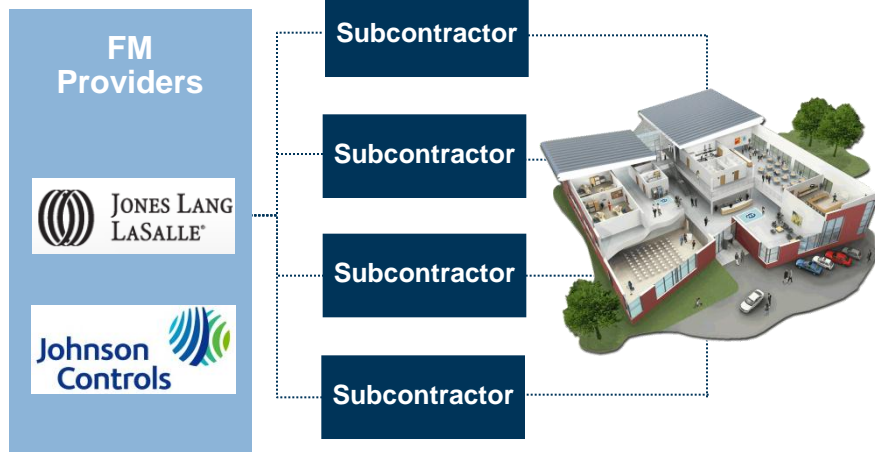 FM
Providers
JONES LANG
LASALLE®
Johnson
Controls
Subcontractor
Subcontractor
Subcontractor
Subcontractor